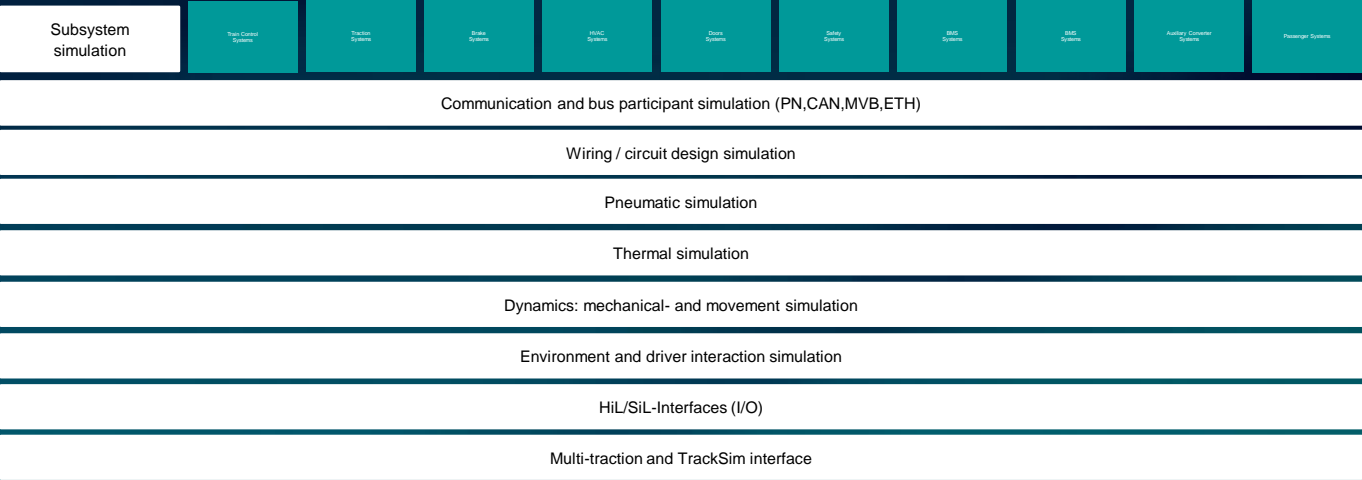 Subsystem
simulation
Train Control
Systems
Traction
Systems
Brake
Systems
HVAC
Systems
Doors
Systems
Safety
Systems
BMS
Systems
BMS
Systems
Auxiliary Converter
Systems
Passenger Systems
Communication and bus participant simulation (PN,CAN,MVB,ETH)
Wiring / circuit design simulation
Pneumatic simulation
Thermal simulation
Dynamics: mechanical- and movement simulation
Environment and driver interaction simulation
HiL/SiL-Interfaces (I/O)
Multi-traction and TrackSim interface